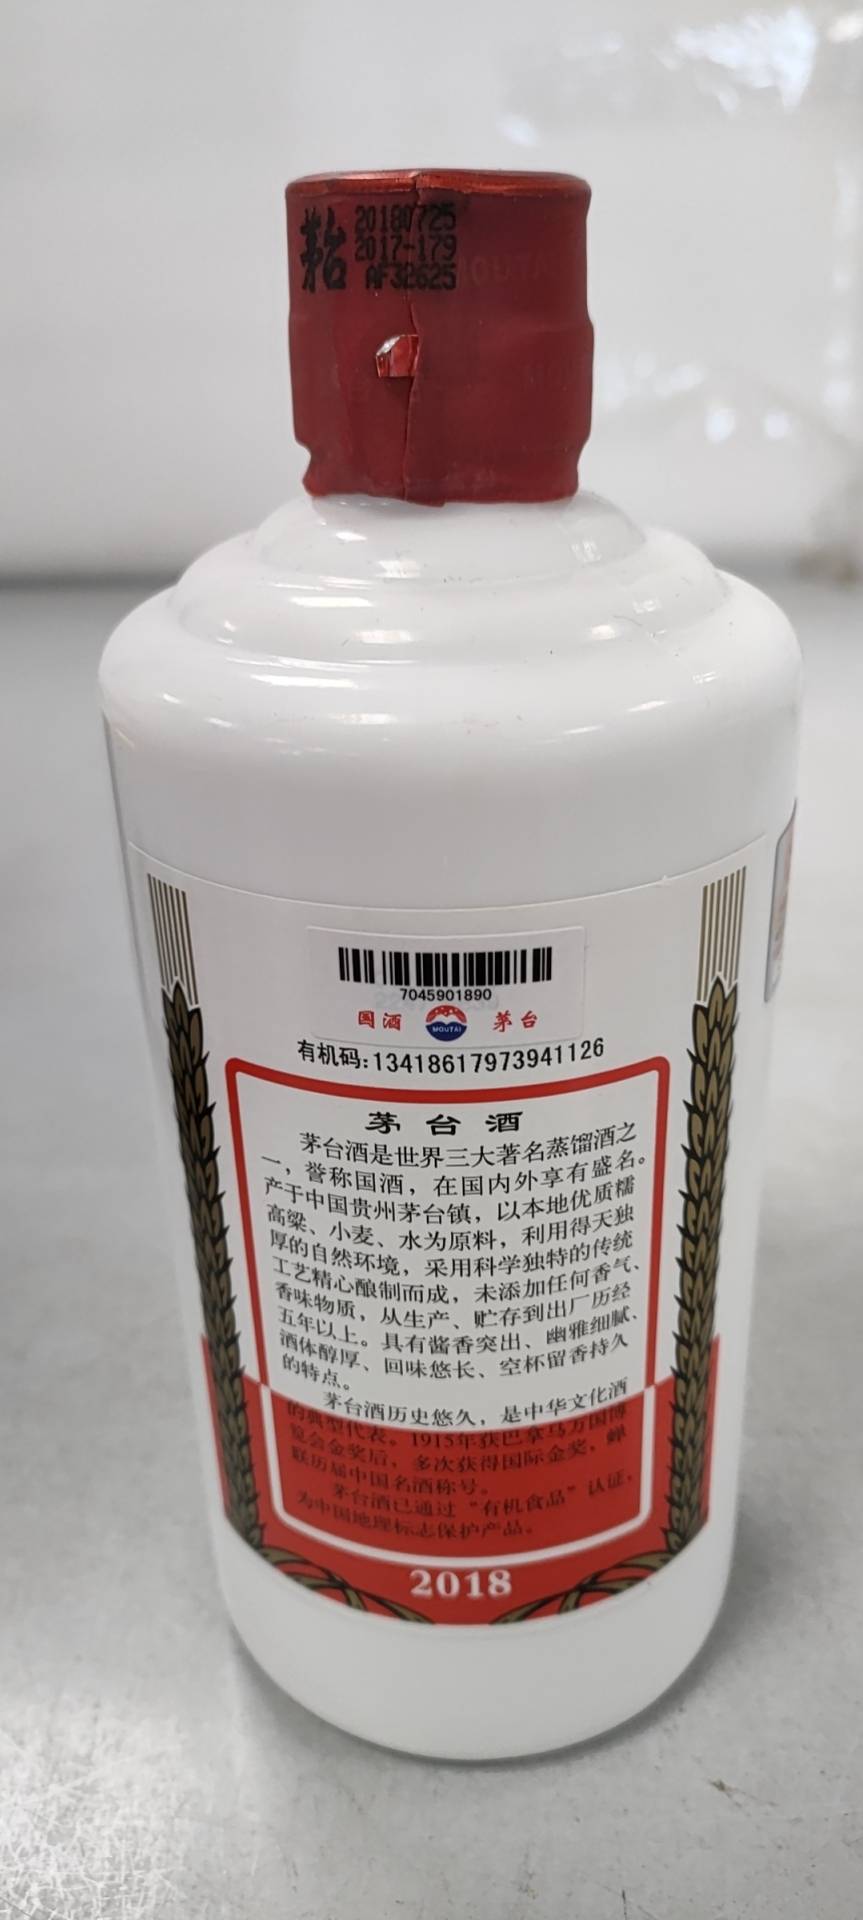 茅台
20180725
2017-179
AF32625
MOUTAI
7045901890
国酒 MOUTAI 茅台
有机码:13418617973941126
茅台酒
茅台酒是世界三大著名蒸馏酒之
一，誉称国酒，在国内外享有盛名。
产于中国贵州茅台镇，以本地优质糯
高粱、小麦、水为原料，利用得天独
厚的自然环境，采用科学独特的传统
工艺精心酿制而成，未添加任何香气、
香味物质，从生产、贮存到出厂历经
五年以上。具有酱香突出、幽雅细腻、
酒体醇厚、回味悠长、空杯留香持久
的特点。
茅台酒历史悠久，是中华文化酒
的典型代表。1915年获巴拿马万国博
览会金奖后，多次获得国际金奖，蝉
联历届中国名酒称号。
茅台酒已通过“有机食品”认证，
为中国地理标志保护产品。
2018